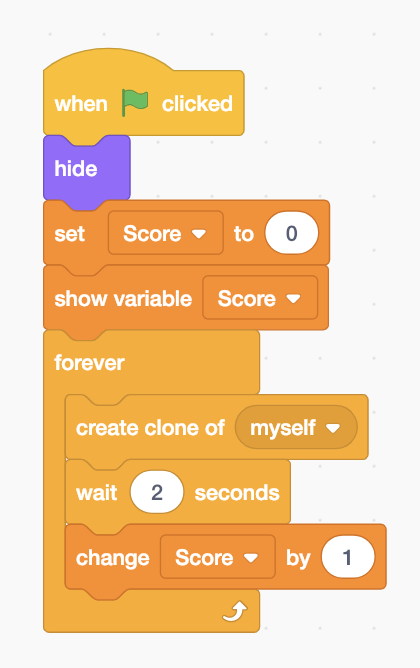 when clicked
hide
set Score to 0
show variable Score
forever
create clone of myself
wait 2 seconds
change Score by 1